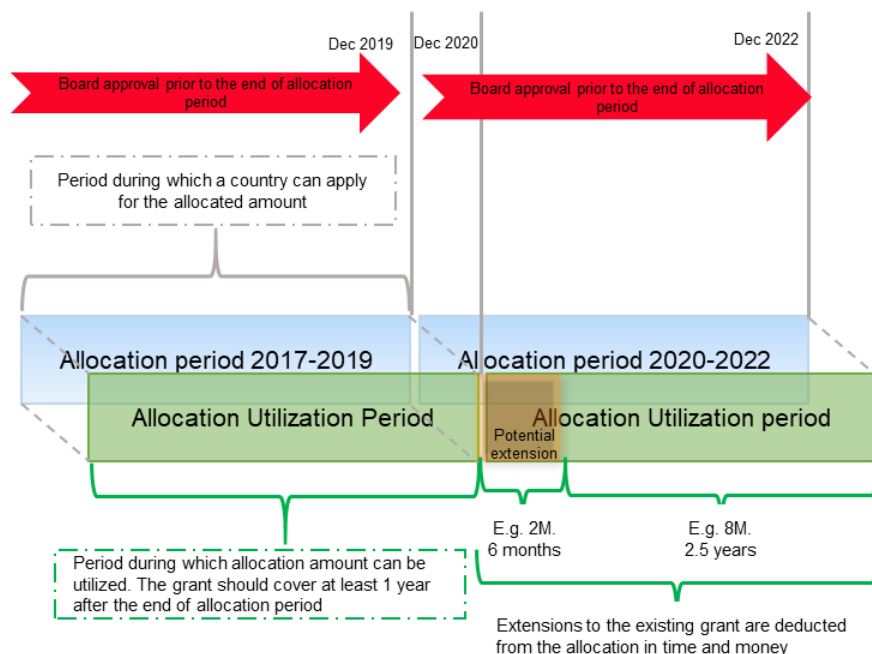 Dec 2019
Dec 2020
Dec 2022
Board approval prior to the end of allocation
period
Board approval prior to the end of allocation
period
Period during which a country can apply
for the allocated amount
Allocation period 2017-2019
Allocation period 2020-2022
Allocation Utilization Period
Allocation Utilization period
Potential
extension
E.g. 2M.
6 months
E.g. 8M.
2.5 years
Period during which allocation amount can be
utilized. The grant should cover at least 1 year
after the end of allocation period
Extensions to the existing grant are deducted
from the allocation in time and money